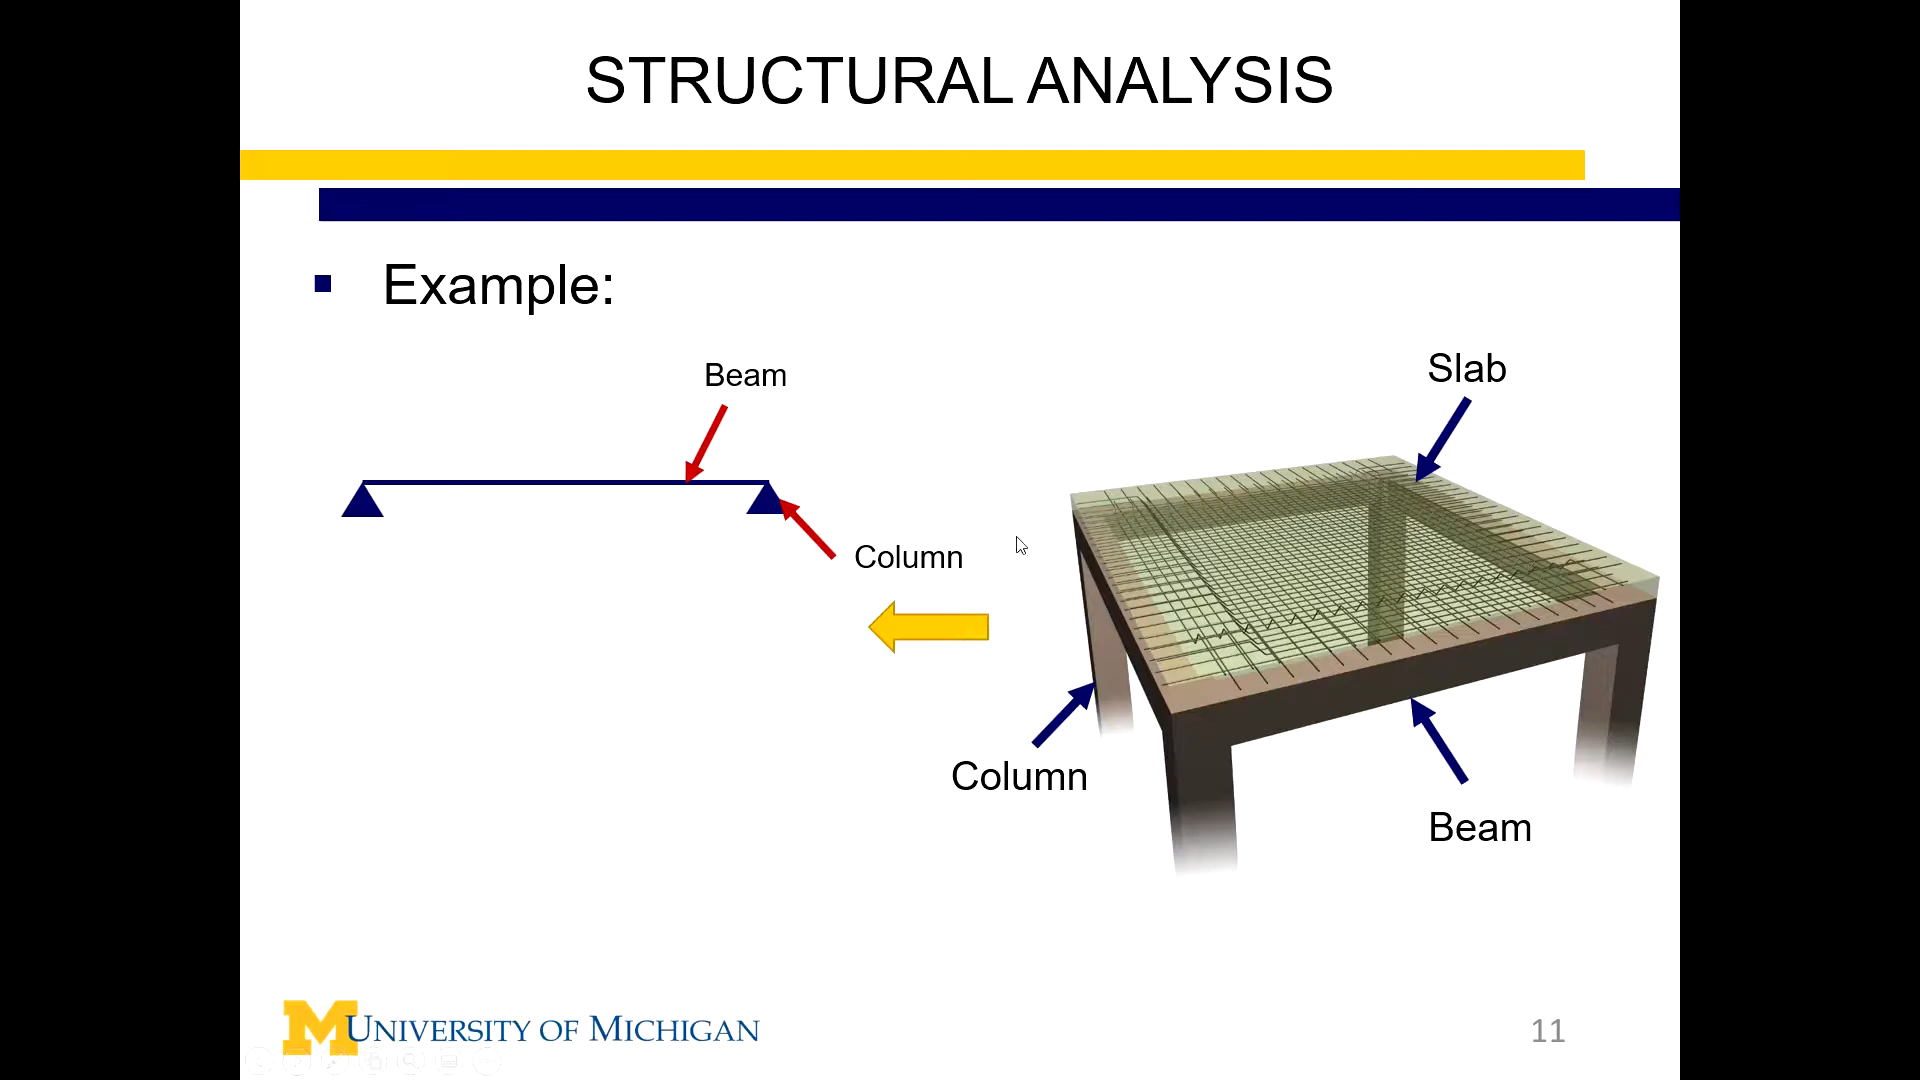 STRUCTURAL ANALYSIS
Example:
Beam
Slab
Column
Column
Beam
M UNIVERSITY OF MICHIGAN
11